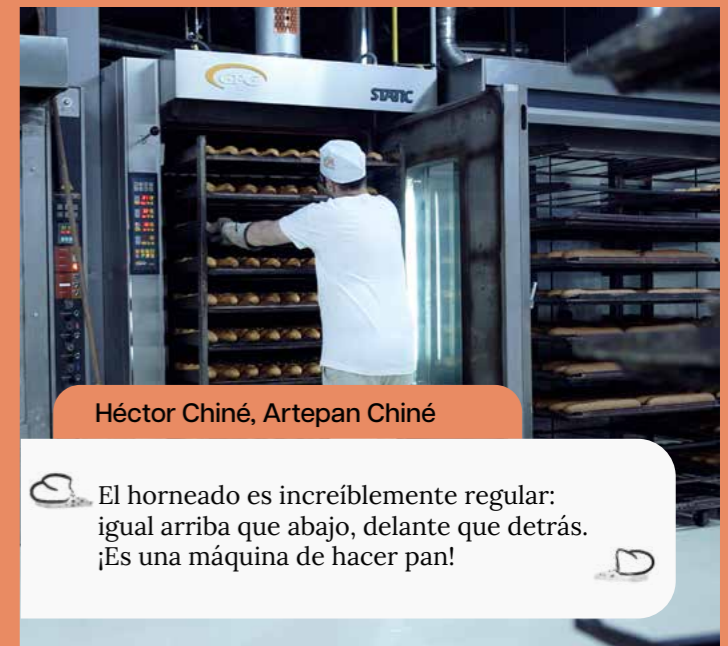 GPG
STATIC
Héctor Chiné, Artepan Chiné
El horneado es increíblemente regular:
igual arriba que abajo, delante que detrás.
¡Es una máquina de hacer pan!